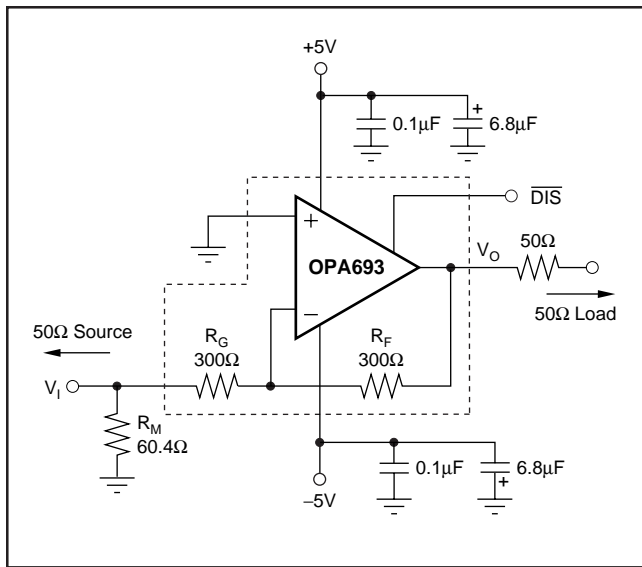 +5V
0.1μF
+
6.8μF
DIS
+
OPA693
−
V_O
50Ω
50Ω Load
50Ω Source
R_G
300Ω
R_F
300Ω
V_I
R_M
60.4Ω
0.1μF
6.8μF
+
−5V